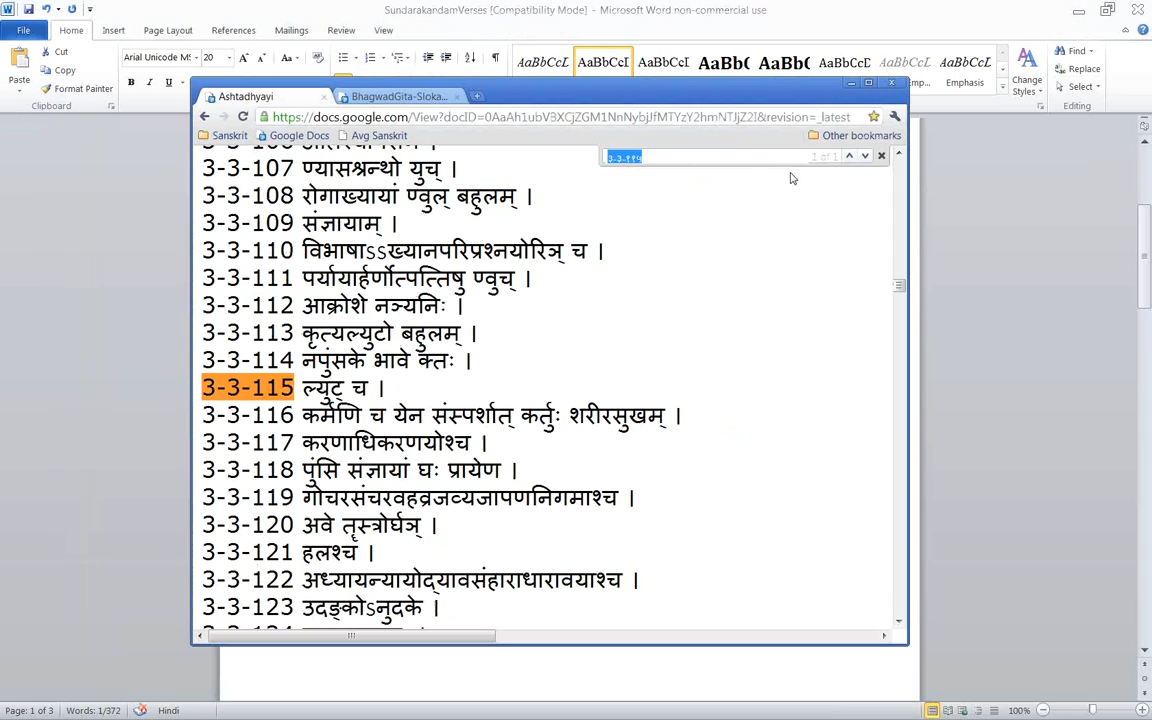 SundarakandamVerses [Compatibility Mode] - Microsoft Word non-commercial use
File Home Insert Page Layout References Mailings Review View
Cut
Copy
Format Painter
Paste
Clipboard
Arial Unicode MS 20
B I U
AaBbCcL AaBbCcI AaBbCcL AaBb( AaBbC AaBbCcI AaBbCcL AaBbCcL
Emphasis
Change Styles
Find
Replace
Select
Editing
Ashtadhyayi
BhagwadGita-Sloka...
https://docs.google.com/View?docID=0AaAh1ubVBXCjZGM1NnNybjJfMTYzY2hmNTJjZ2I&revision=_latest
Sanskrit Google Docs Avg Sanskrit Other bookmarks
३-३-११५ 1 of 1
3-3-107 ण्यासश्रन्थो युच् ।
3-3-108 रोगाख्यायां ण्वुल् बहुलम् ।
3-3-109 संज्ञायाम् ।
3-3-110 विभाषाऽऽख्यानपरिप्रश्नयोरिञ् च ।
3-3-111 पर्यायार्हर्णोत्पत्तिषु ण्वुच् ।
3-3-112 आक्रोशे नञ्यनिः ।
3-3-113 कृत्यल्युटो बहुलम् ।
3-3-114 नपुंसके भावे क्तः ।
3-3-115 ल्युट् च ।
3-3-116 कर्मणि च येन संस्पर्शात् कर्तुः शरीरसुखम् ।
3-3-117 करणाधिकरणयोश्च ।
3-3-118 पुंसि संज्ञायां घः प्रायेण ।
3-3-119 गोचरसंचरवहव्रजव्यजापणनिगमाश्च ।
3-3-120 अवे तॄस्त्रोर्घञ् ।
3-3-121 हलश्च ।
3-3-122 अध्यायन्यायोद्यावसंहाराधारावयाश्च ।
3-3-123 उदङ्कोऽनुदके ।
Page: 1 of 3 Words: 1/372 Hindi 100%